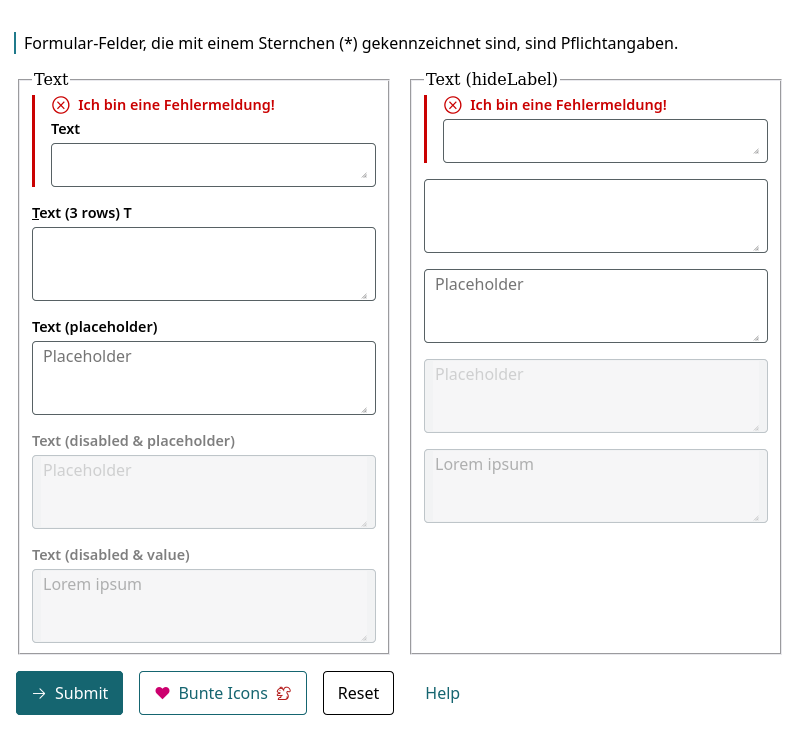 Formular-Felder, die mit einem Sternchen (*) gekennzeichnet sind, sind Pflichtangaben.
Text
Ich bin eine Fehlermeldung!
Text
Text (3 rows) T
Text (placeholder)
Placeholder
Text (disabled & placeholder)
Placeholder
Text (disabled & value)
Lorem ipsum
Text (hideLabel)
Ich bin eine Fehlermeldung!
Placeholder
Placeholder
Lorem ipsum
Submit
Bunte Icons
Reset
Help